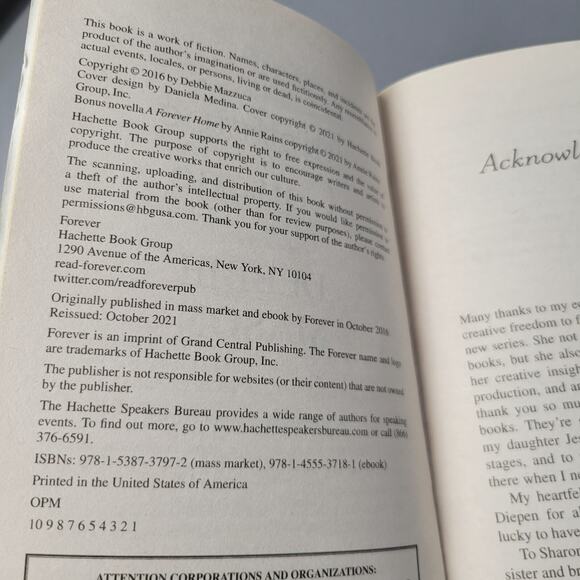 This book is a work of fiction. Names, characters, places, and incidents are the
product of the author's imagination or are used fictitiously. Any resemblance to
actual events, locales, or persons, living or dead, is coincidental.
Copyright © 2016 by Debbie Mazzuca
Cover design by Daniela Medina. Cover copyright © 2021 by Hachette Book
Group, Inc.
Bonus novella A Forever Home by Annie Rains copyright © 2021 by Annie Rains
Hachette Book Group supports the right to free expression and the value of
copyright. The purpose of copyright is to encourage writers and artists to
produce the creative works that enrich our culture.
The scanning, uploading, and distribution of this book without permission is
a theft of the author's intellectual property. If you would like permission to
use material from the book (other than for review purposes), please contact
permissions@hbgusa.com. Thank you for your support of the author's rights.
Forever
Hachette Book Group
1290 Avenue of the Americas, New York, NY 10104
read-forever.com
twitter.com/readforeverpub
Originally published in mass market and ebook by Forever in October 2016
Reissued: October 2021
Forever is an imprint of Grand Central Publishing. The Forever name and logo
are trademarks of Hachette Book Group, Inc.
The publisher is not responsible for websites (or their content) that are not owned
by the publisher.
The Hachette Speakers Bureau provides a wide range of authors for speaking
events. To find out more, go to www.hachettespeakersbureau.com or call (866)
376-6591.
ISBNs: 978-1-5387-3797-2 (mass market), 978-1-4555-3718-1 (ebook)
Printed in the United States of America
OPM
10 9 8 7 6 5 4 3 2 1
ATTENTION CORPORATIONS AND ORGANIZATIONS:
Acknowl
Many thanks to my e
creative freedom to f
new series. She not
books, but she also
her creative insigh
production, and a
thank you so mu
books. They're
my daughter Jes
stages, and to
there when I n
My heartfe
Diepen for al
lucky to have
To Sharon
sister and br